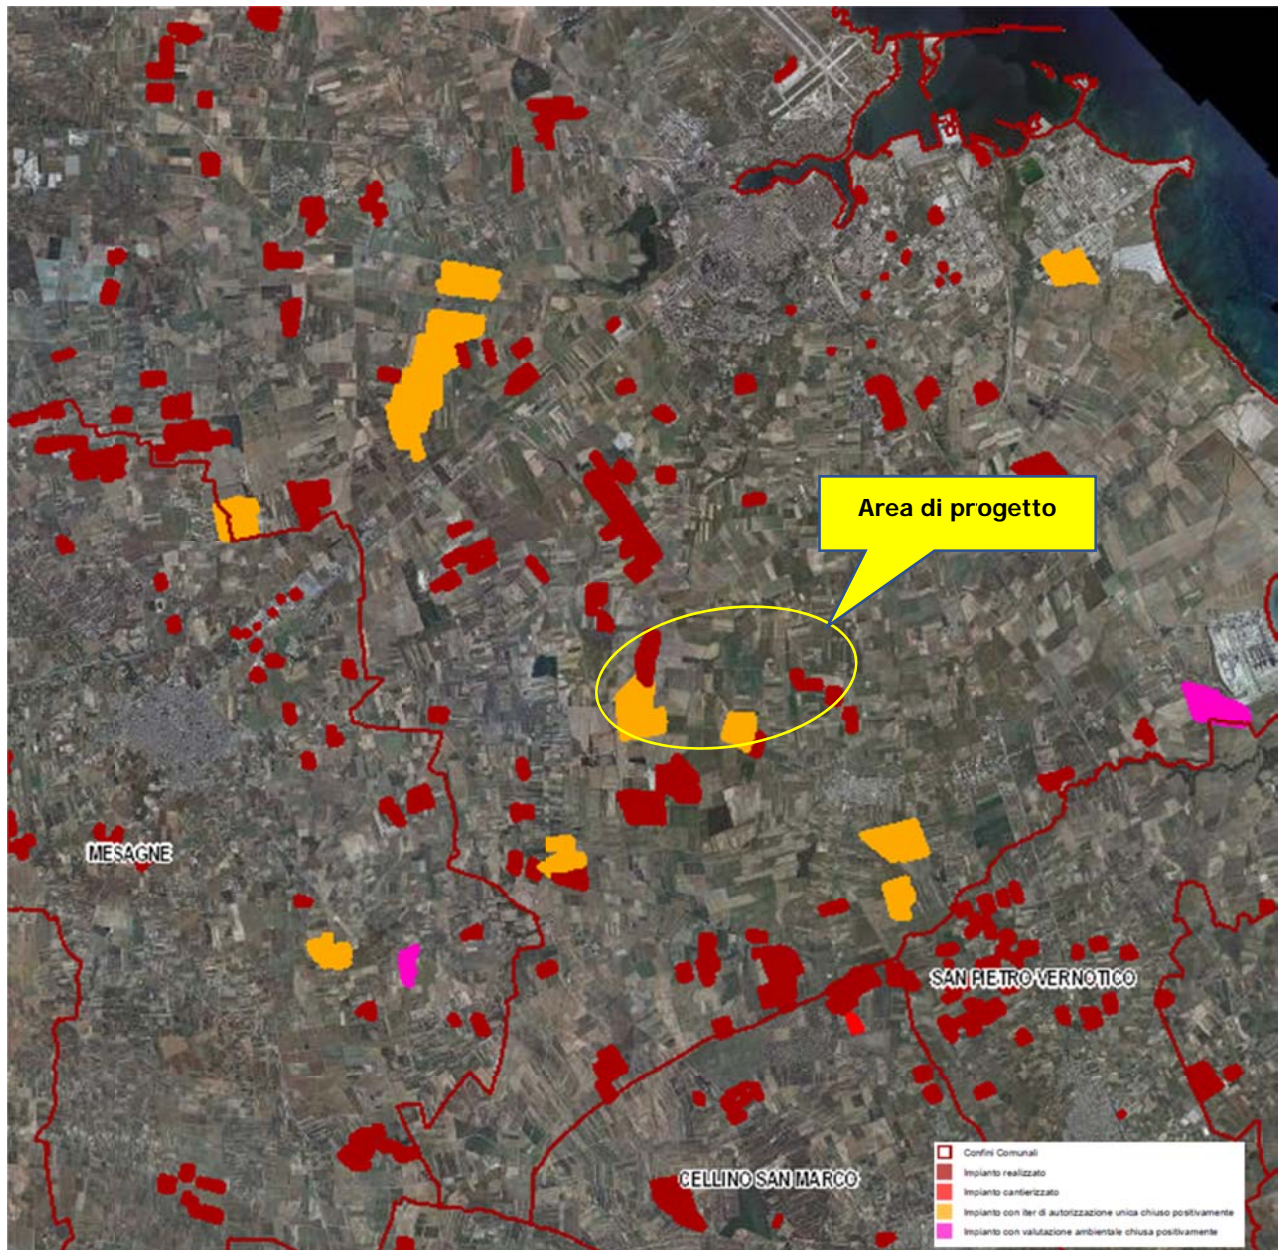 Area di progetto
MESAGNE
SAN PIETRO VERNOTICO
CELLINO SAN MARCO
Confini Comunali
Impianto realizzato
Impianto cantierizzato
Impianto con iter di autorizzazione unica chiuso positivamente
Impianto con valutazione ambientale chiusa positivamente